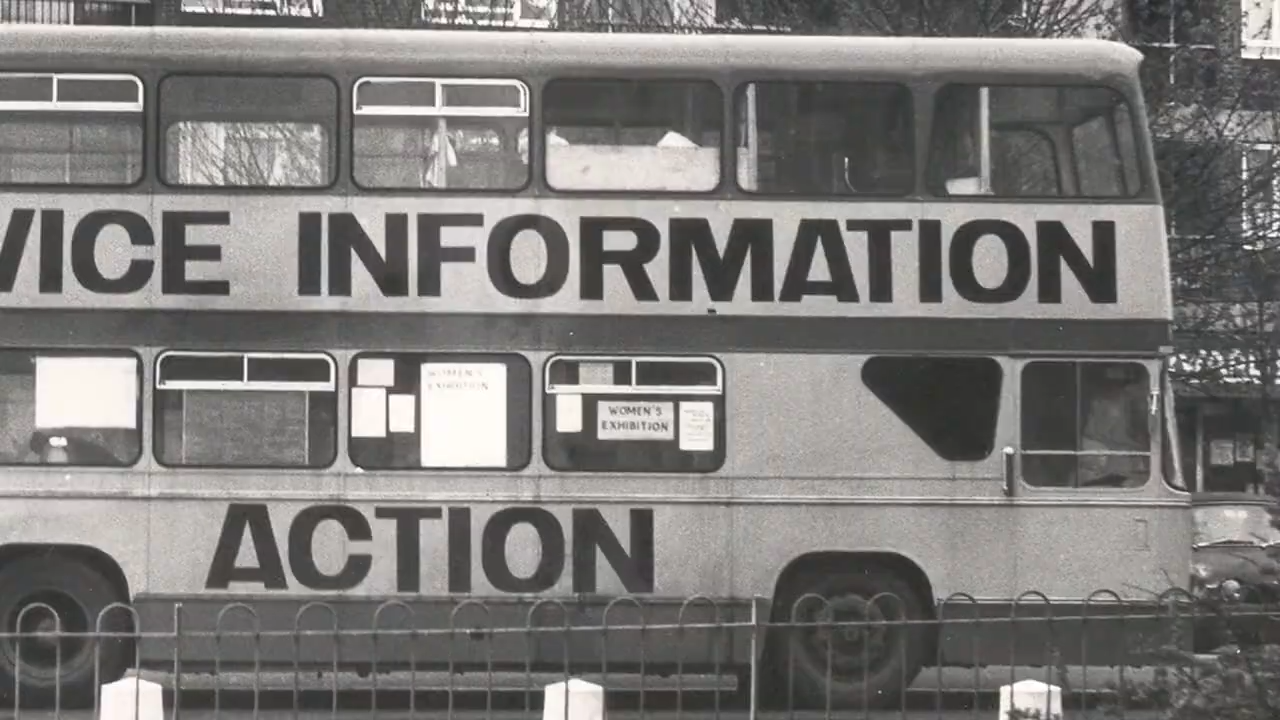 VICE INFORMATION
WOMEN'S
EXHIBITION
WOMEN'S
EXHIBITION
ACTION